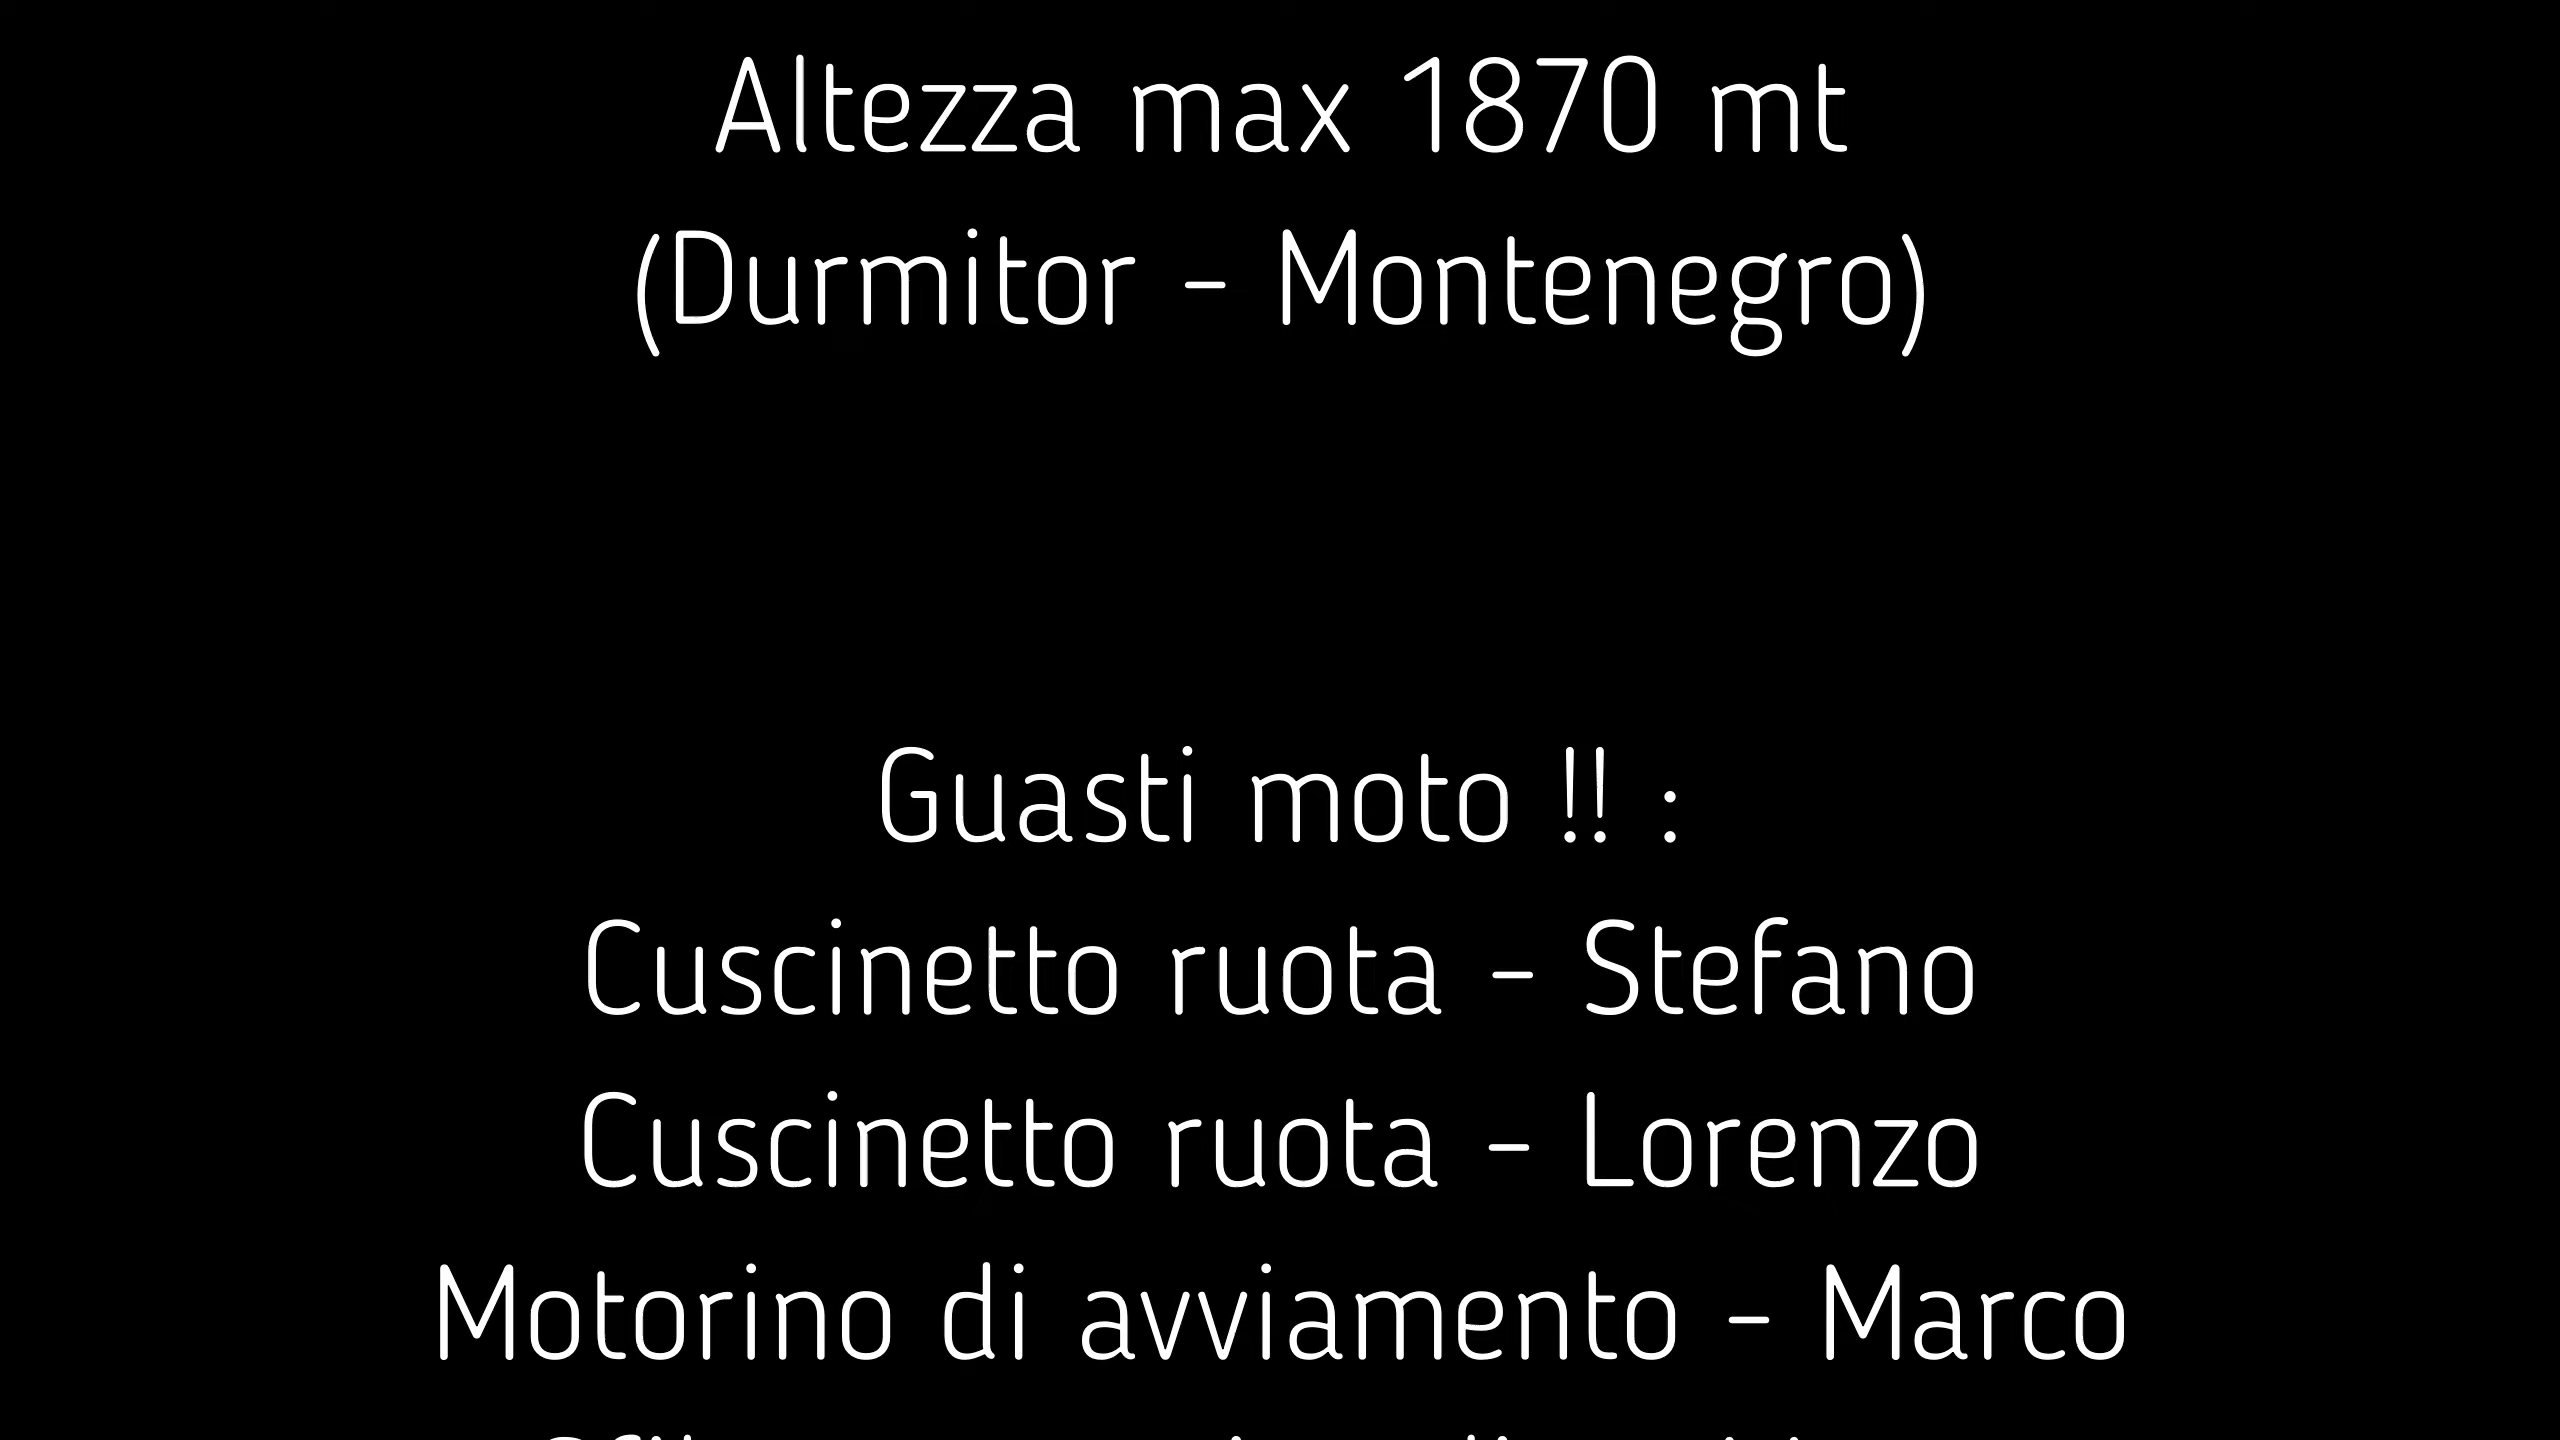 Altezza max 1870 mt
(Durmitor - Montenegro)
Guasti moto !! :
Cuscinetto ruota - Stefano
Cuscinetto ruota - Lorenzo
Motorino di avviamento - Marco